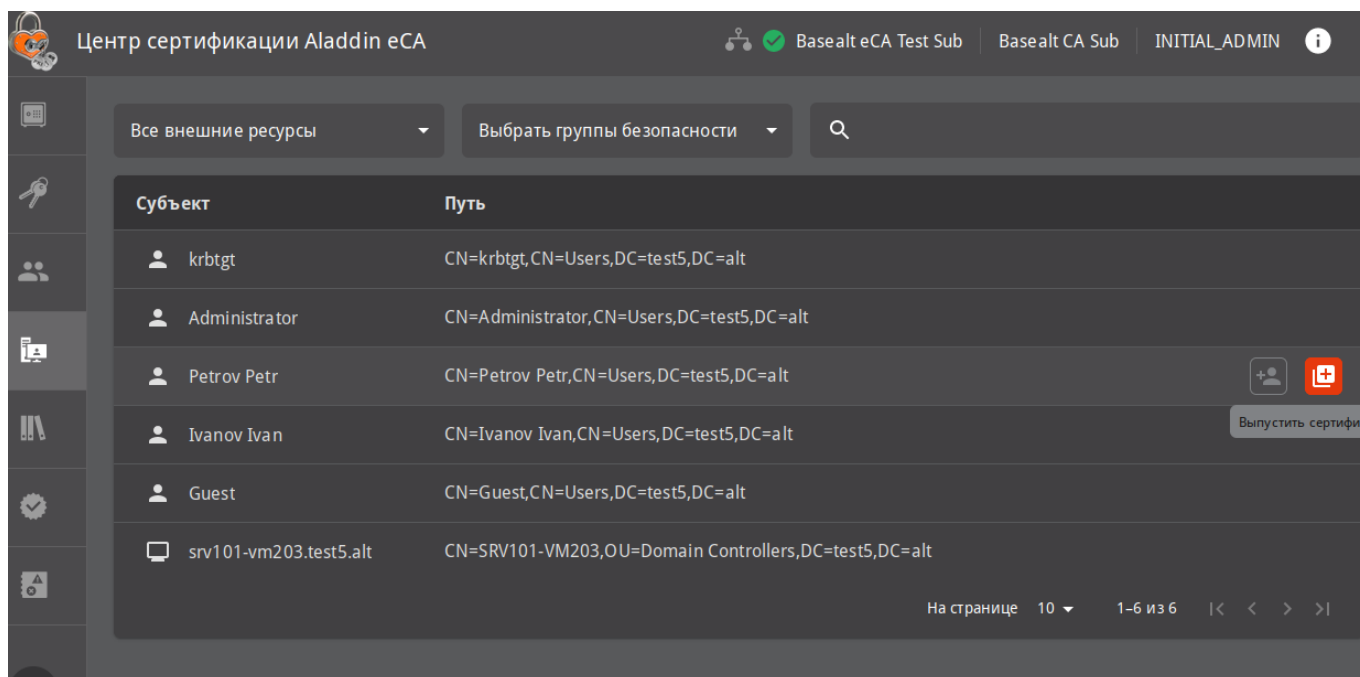 Центр сертификации Aladdin eCA Basealt eCA Test Sub Basealt CA Sub INITIAL_ADMIN
Все внешние ресурсы Выбрать группы безопасности
Субъект Путь
krbtgt CN=krbtgt,CN=Users,DC=test5,DC=alt
Administrator CN=Administrator,CN=Users,DC=test5,DC=alt
Petrov Petr CN=Petrov Petr,CN=Users,DC=test5,DC=alt
Выпустить сертифи
Ivanov Ivan CN=Ivanov Ivan,CN=Users,DC=test5,DC=alt
Guest CN=Guest,CN=Users,DC=test5,DC=alt
srv101-vm203.test5.alt CN=SRV101-VM203,OU=Domain Controllers,DC=test5,DC=alt
На странице 10 1–6 из 6